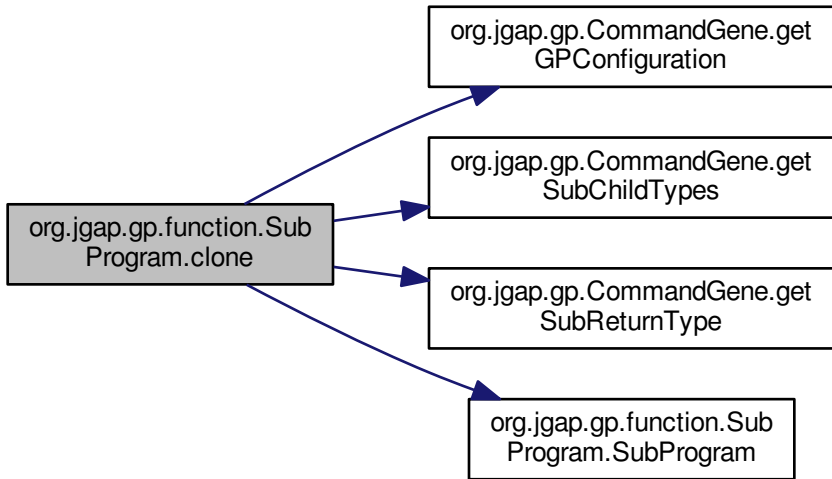 org.jgap.gp.CommandGene.get
GPConfiguration
org.jgap.gp.CommandGene.get
SubChildTypes
org.jgap.gp.function.Sub
Program.clone
org.jgap.gp.CommandGene.get
SubReturnType
org.jgap.gp.function.Sub
Program.SubProgram